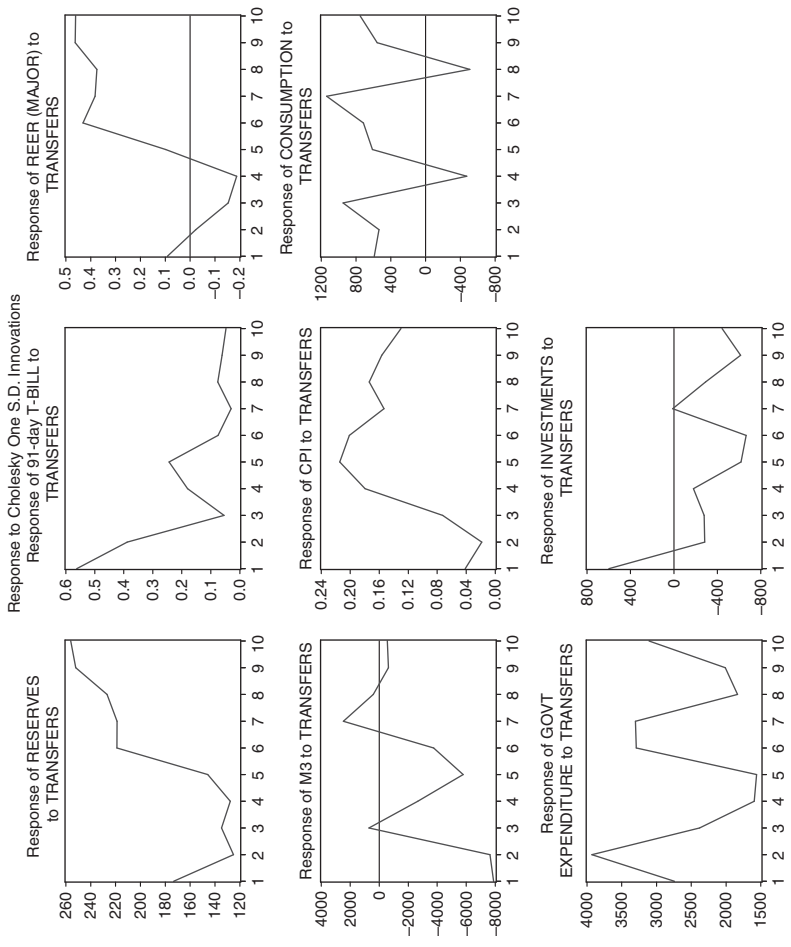 Response to Cholesky One S.D. Innovations
Response of RESERVES
to TRANSFERS
260
240
220
200
180
160
140
120
1 2 3 4 5 6 7 8 9 10
Response of 91-day T-BILL to
TRANSFERS
0.6
0.5
0.4
0.3
0.2
0.1
0.0
1 2 3 4 5 6 7 8 9 10
Response of REER (MAJOR) to
TRANSFERS
0.5
0.4
0.3
0.2
0.1
0.0
–0.1
–0.2
1 2 3 4 5 6 7 8 9 10
Response of M3 to TRANSFERS
4000
2000
0
–2000
–4000
–6000
–8000
1 2 3 4 5 6 7 8 9 10
Response of CPI to TRANSFERS
0.24
0.20
0.16
0.12
0.08
0.04
0.00
1 2 3 4 5 6 7 8 9 10
Response of CONSUMPTION to
TRANSFERS
1200
800
400
0
–400
–800
1 2 3 4 5 6 7 8 9 10
Response of GOVT
EXPENDITURE to TRANSFERS
4000
3500
3000
2500
2000
1500
1 2 3 4 5 6 7 8 9 10
Response of INVESTMENTS to
TRANSFERS
800
400
0
–400
–800
1 2 3 4 5 6 7 8 9 10